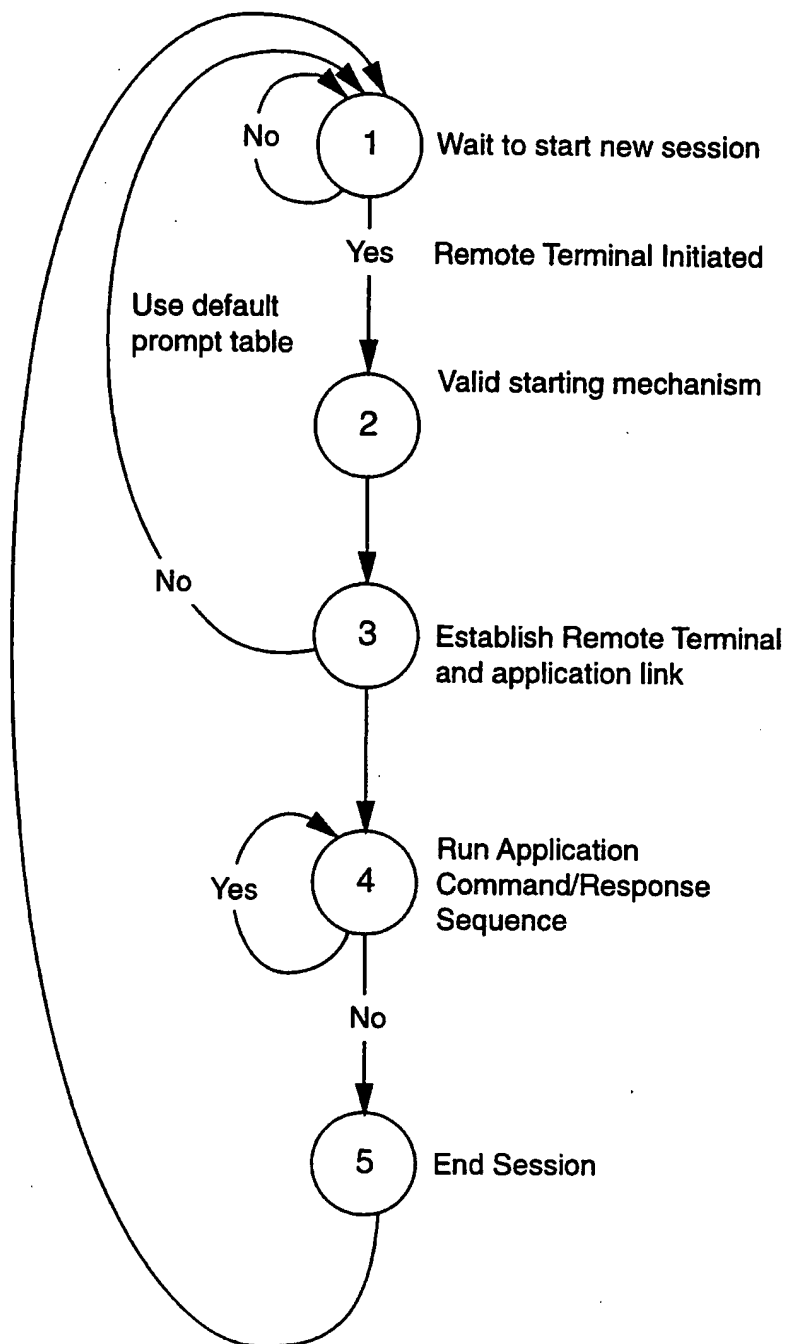 No
1
Wait to start new session
Yes
Remote Terminal Initiated
Use default
prompt table
Valid starting mechanism
2
No
3
Establish Remote Terminal
and application link
Yes
4
Run Application
Command/Response
Sequence
No
5
End Session